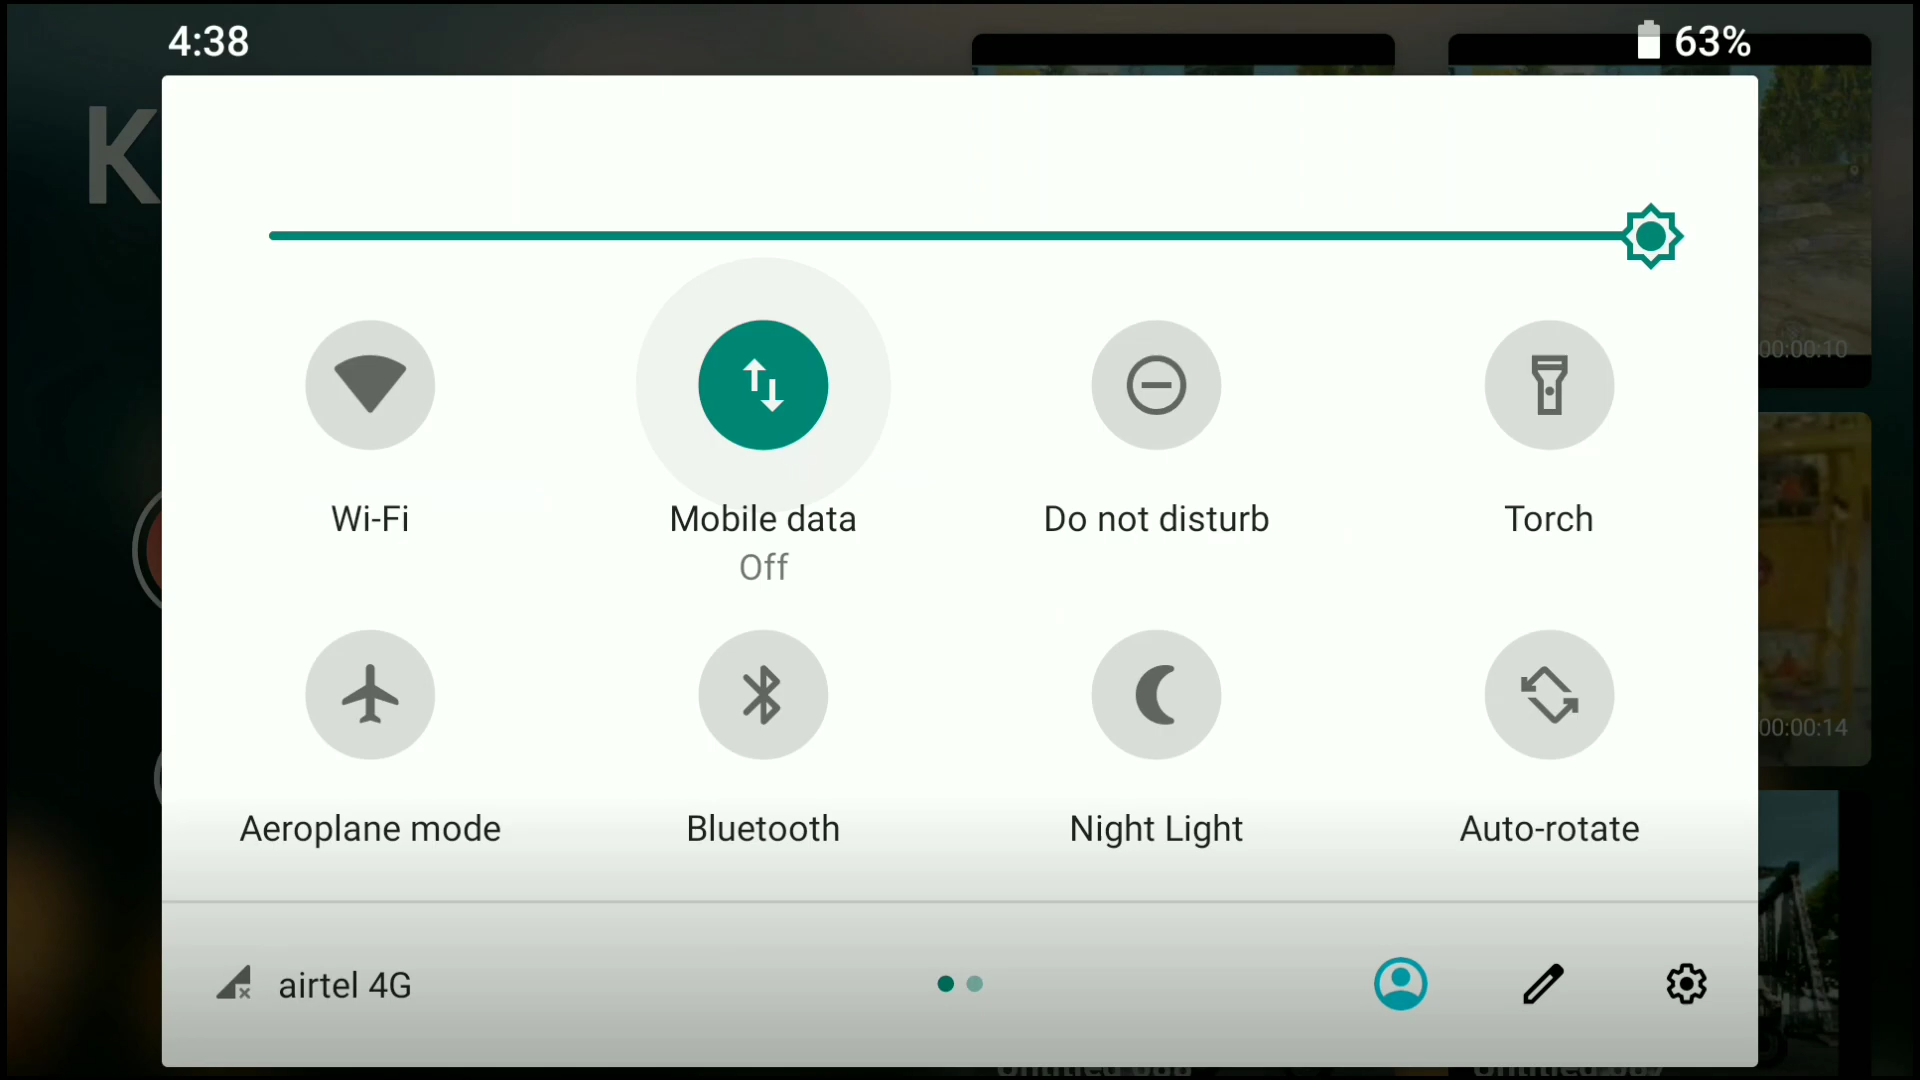 4:38
63%
K
00:00:10
Wi-Fi
Mobile data
Off
Do not disturb
Torch
00:00:14
Aeroplane mode
Bluetooth
Night Light
Auto-rotate
airtel 4G